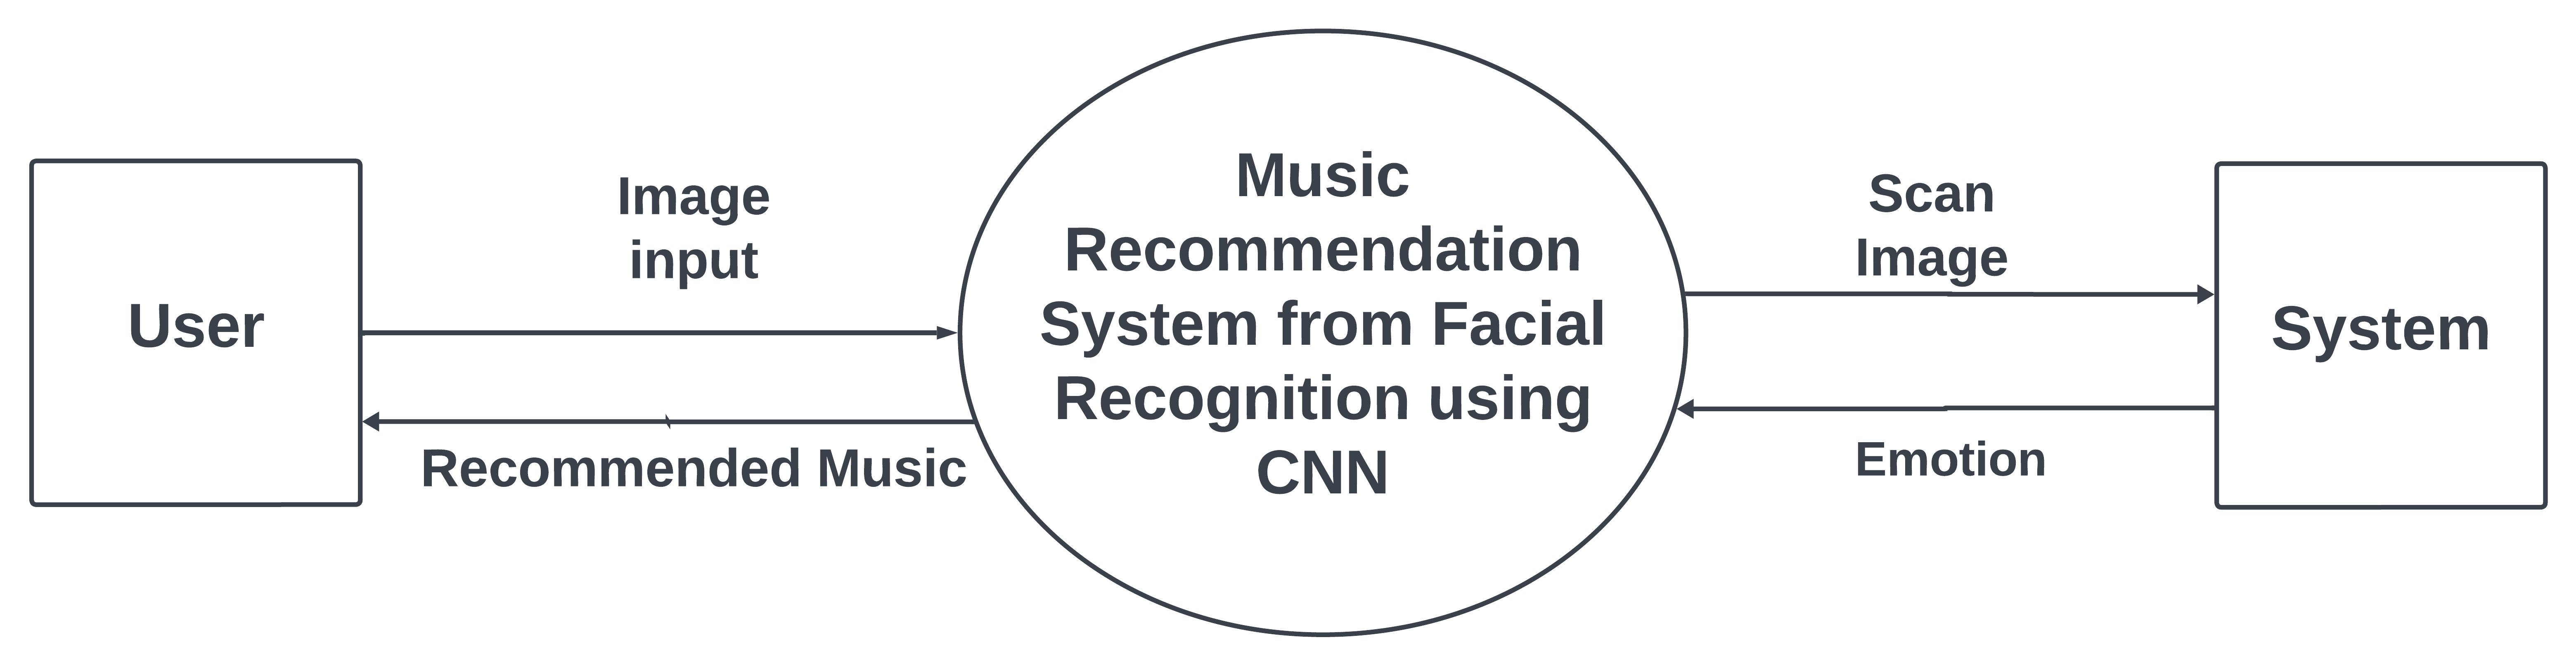 User
Image
input
Recommended Music
Music
Recommendation
System from Facial
Recognition using
CNN
Scan
Image
Emotion
System